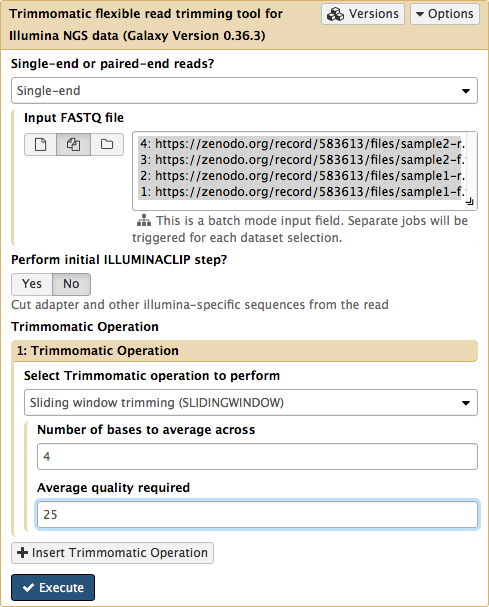 Trimmomatic flexible read trimming tool for
Illumina NGS data (Galaxy Version 0.36.3)
Versions
Options
Single-end or paired-end reads?
Single-end
Input FASTQ file
4: https://zenodo.org/record/583613/files/sample2-r.
3: https://zenodo.org/record/583613/files/sample2-f.
2: https://zenodo.org/record/583613/files/sample1-r.
1: https://zenodo.org/record/583613/files/sample1-f.
This is a batch mode input field. Separate jobs will be
triggered for each dataset selection.
Perform initial ILLUMINACLIP step?
Yes No
Cut adapter and other illumina-specific sequences from the read
Trimmomatic Operation
1: Trimmomatic Operation
Select Trimmomatic operation to perform
Sliding window trimming (SLIDINGWINDOW)
Number of bases to average across
4
Average quality required
25
Insert Trimmomatic Operation
Execute